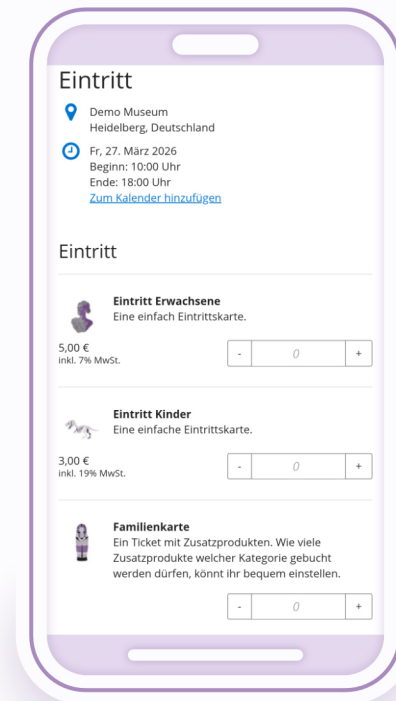 Eintritt
Demo Museum
Heidelberg, Deutschland
Fr, 27. März 2026
Beginn: 10:00 Uhr
Ende: 18:00 Uhr
Zum Kalender hinzufügen
Eintritt
Eintritt Erwachsene
Eine einfach Eintrittskarte.
5,00 €
inkl. 7% MwSt.
- 0 +
Eintritt Kinder
Eine einfache Eintrittskarte.
3,00 €
inkl. 19% MwSt.
- 0 +
Familienkarte
Ein Ticket mit Zusatzprodukten. Wie viele
Zusatzprodukte welcher Kategorie gebucht
werden dürfen, könnt ihr bequem einstellen.
- 0 +